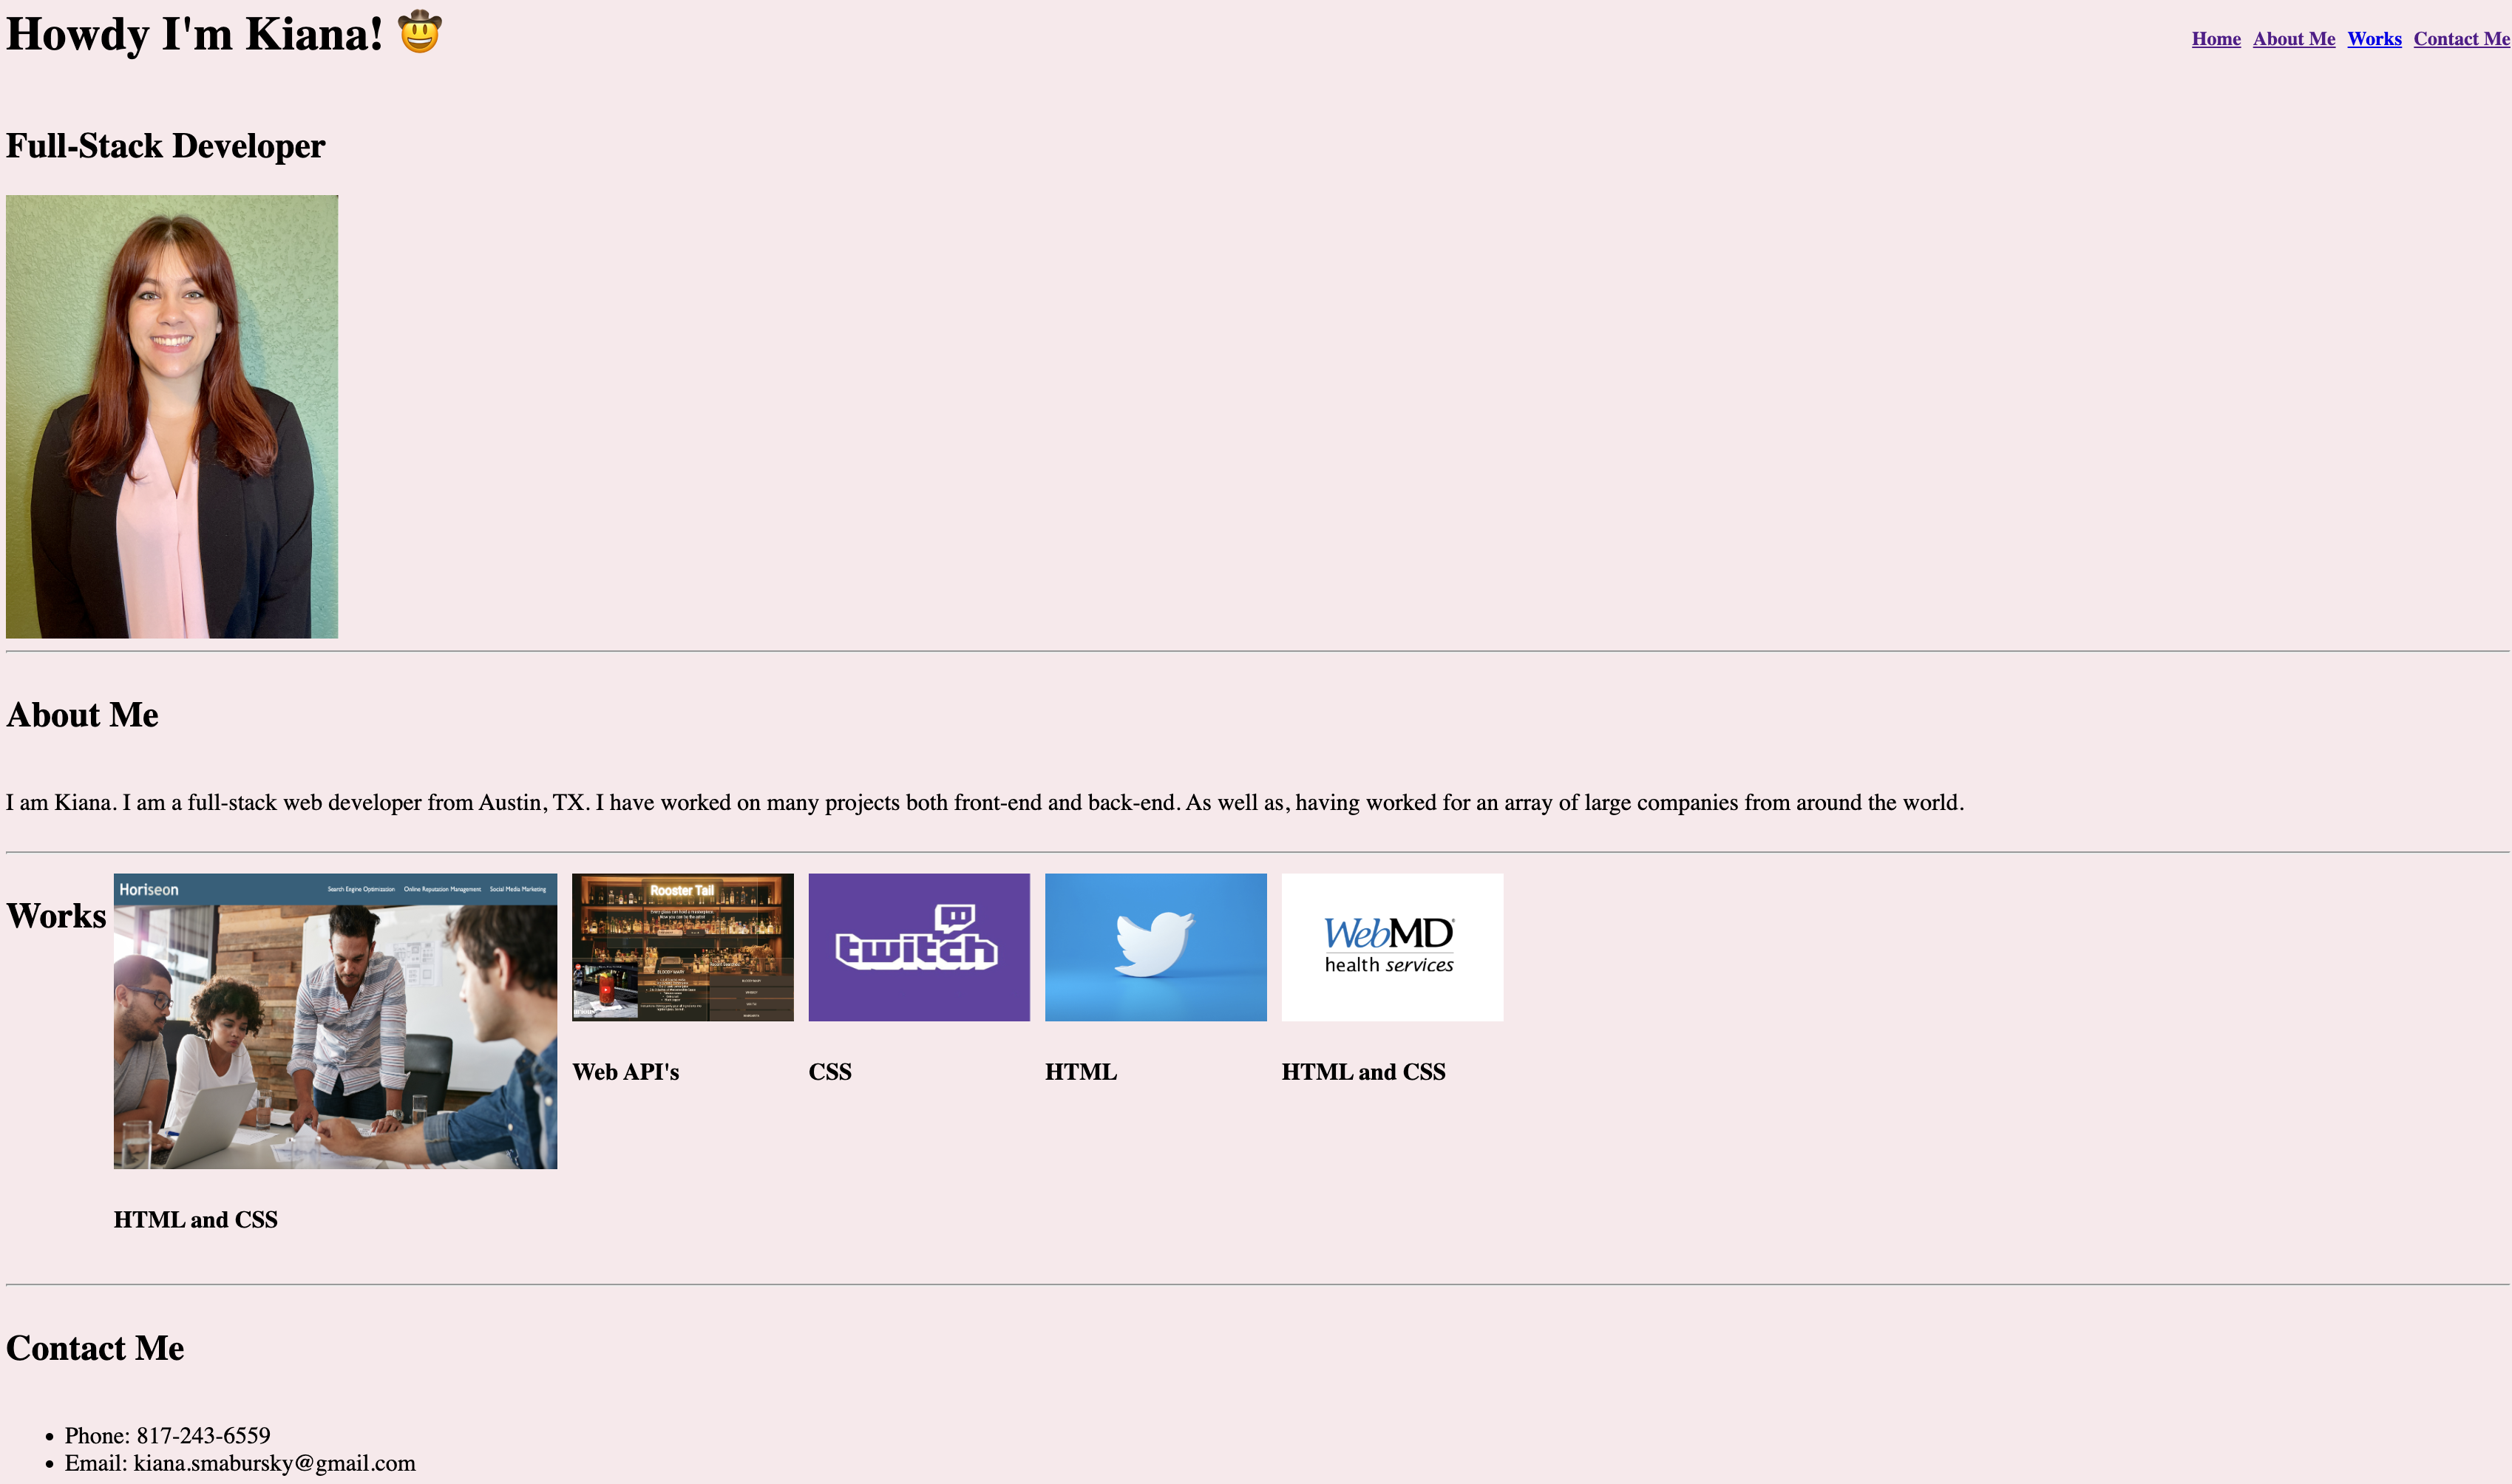 Howdy I'm Kiana! 🤠
Home About Me Works Contact Me
Full-Stack Developer
About Me
I am Kiana. I am a full-stack web developer from Austin, TX. I have worked on many projects both front-end and back-end. As well as, having worked for an array of large companies from around the world.
Works
Horiseon
Search Engine Optimization Online Reputation Management Social Media Marketing
HTML and CSS
Rooster Tail
BLOODY MARY
Web API's
twitch
CSS
HTML
WebMD
health services
HTML and CSS
Contact Me
• Phone: 817-243-6559
• Email: kiana.smabursky@gmail.com